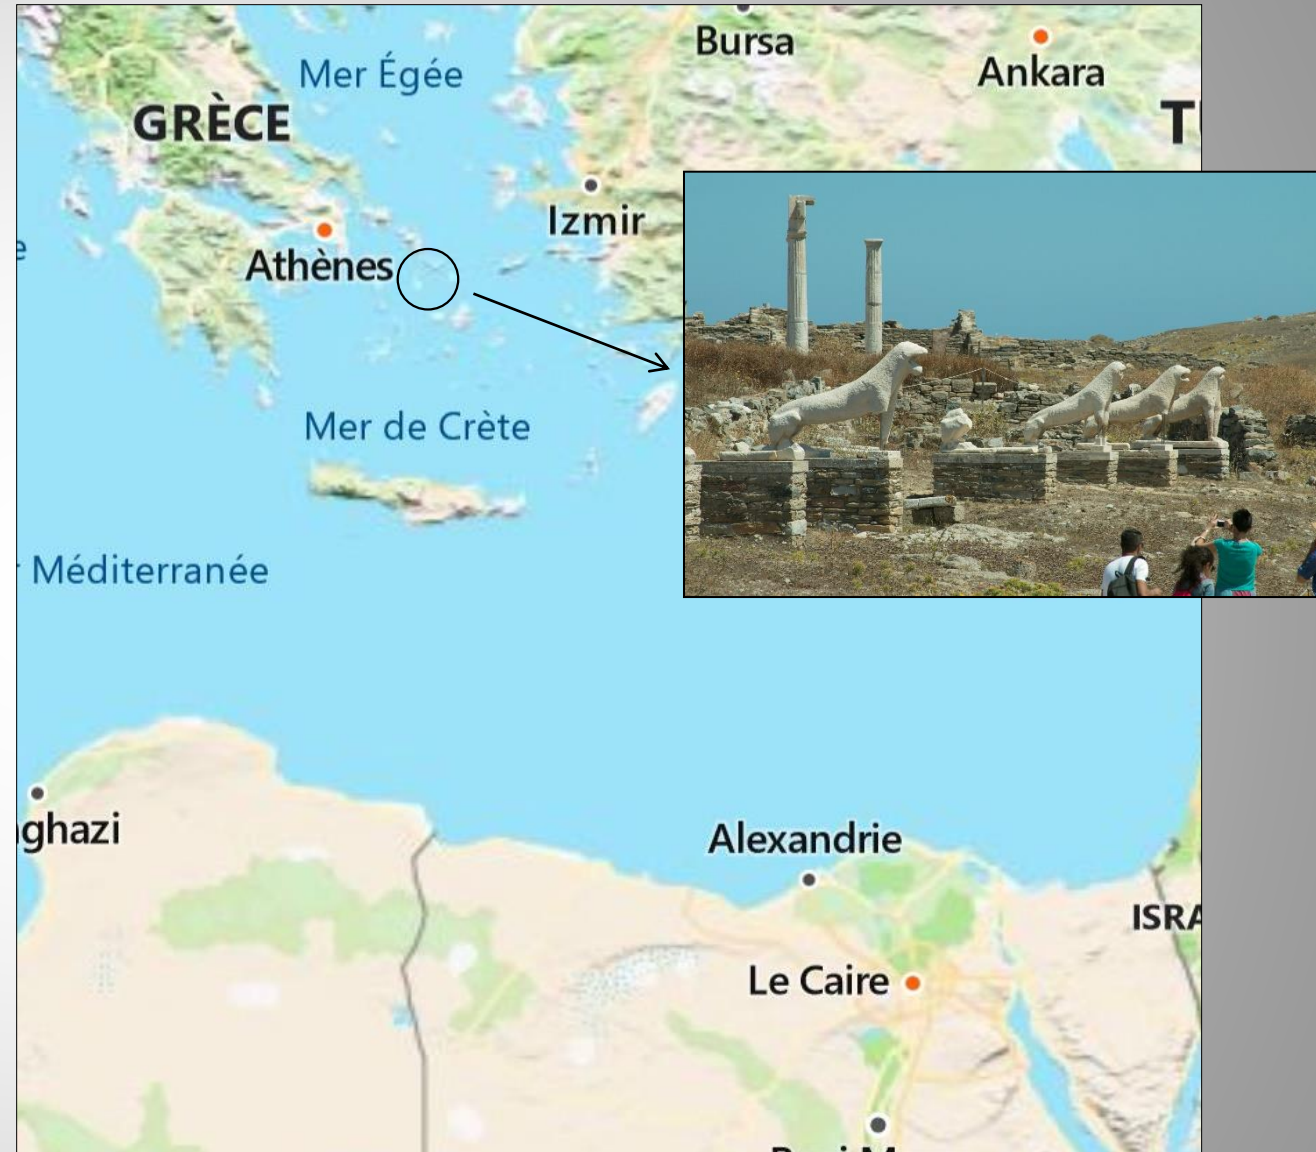 Bursa
Mer Égée
Ankara
GRÈCE
Izmir
Athènes
Mer de Crète
Méditerranée
ghazi
Alexandrie
ISRA
Le Caire